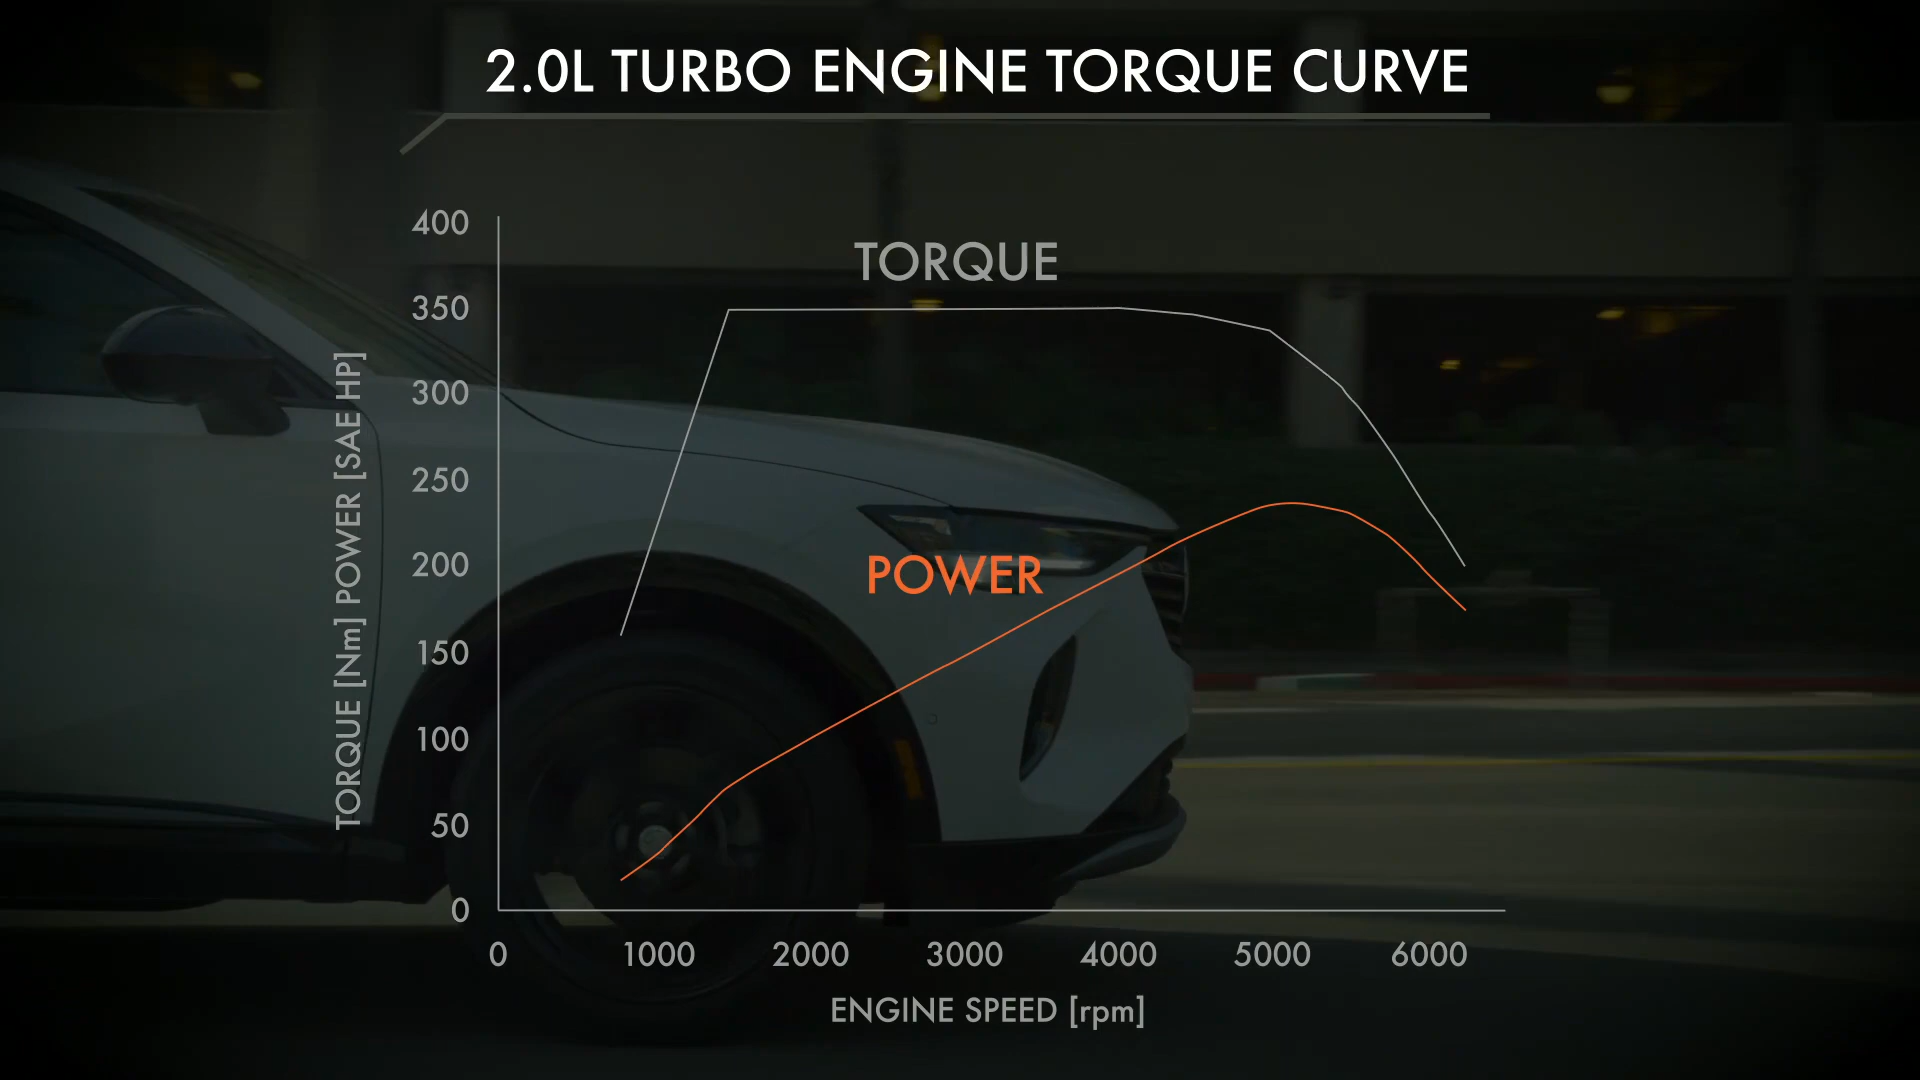 2.0L TURBO ENGINE TORQUE CURVE
400
TORQUE
350
300
250
POWER
200
150
100
50
0
TORQUE [Nm] POWER [SAE HP]
0 1000 2000 3000 4000 5000 6000
ENGINE SPEED [rpm]